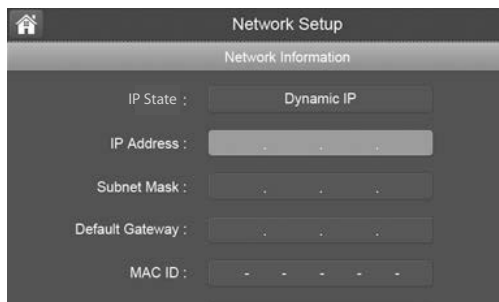 Network Setup
Network Information
IP State : Dynamic IP
IP Address : . . .
Subnet Mask : . . .
Default Gateway : . . .
MAC ID : - - - - -